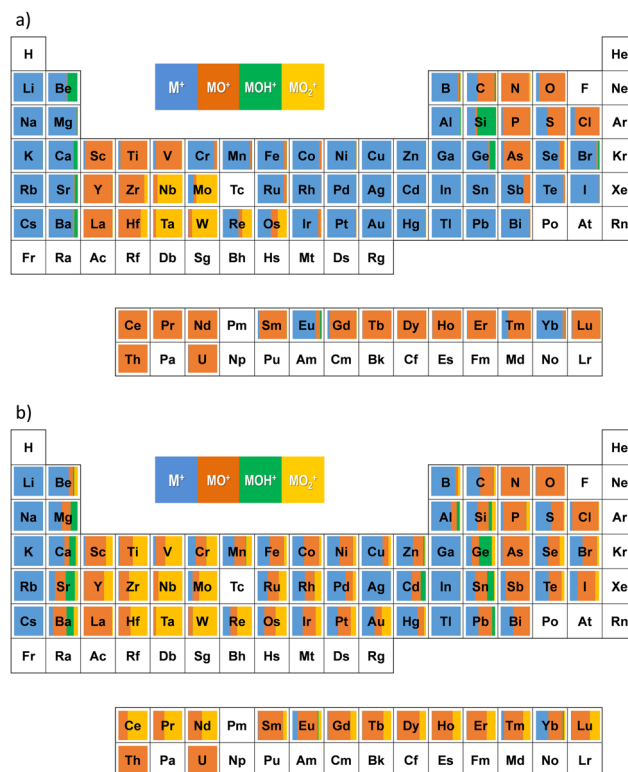 a)
H He
Li Be B C N O F Ne
M⁺ MO⁺ MOH⁺ MO₂⁺
Na Mg Al Si P S Cl Ar
K Ca Sc Ti V Cr Mn Fe Co Ni Cu Zn Ga Ge As Se Br Kr
Rb Sr Y Zr Nb Mo Tc Ru Rh Pd Ag Cd In Sn Sb Te I Xe
Cs Ba La Hf Ta W Re Os Ir Pt Au Hg Tl Pb Bi Po At Rn
Fr Ra Ac Rf Db Sg Bh Hs Mt Ds Rg
Ce Pr Nd Pm Sm Eu Gd Tb Dy Ho Er Tm Yb Lu
Th Pa U Np Pu Am Cm Bk Cf Es Fm Md No Lr
b)
H He
Li Be B C N O F Ne
M⁺ MO⁺ MOH⁺ MO₂⁺
Na Mg Al Si P S Cl Ar
K Ca Sc Ti V Cr Mn Fe Co Ni Cu Zn Ga Ge As Se Br Kr
Rb Sr Y Zr Nb Mo Tc Ru Rh Pd Ag Cd In Sn Sb Te I Xe
Cs Ba La Hf Ta W Re Os Ir Pt Au Hg Tl Pb Bi Po At Rn
Fr Ra Ac Rf Db Sg Bh Hs Mt Ds Rg
Ce Pr Nd Pm Sm Eu Gd Tb Dy Ho Er Tm Yb Lu
Th Pa U Np Pu Am Cm Bk Cf Es Fm Md No Lr